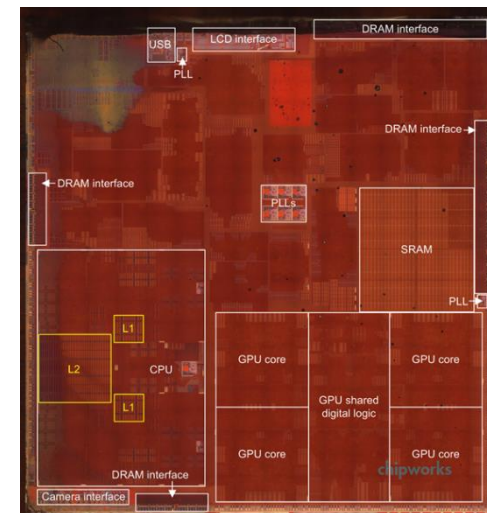 USB
LCD interface
DRAM interface
PLL
DRAM interface
DRAM interface
PLLs
SRAM
PLL
L1
L2
CPU
L1
GPU core
GPU core
GPU shared
digital logic
GPU core
GPU core
chipworks
DRAM interface
Camera interface